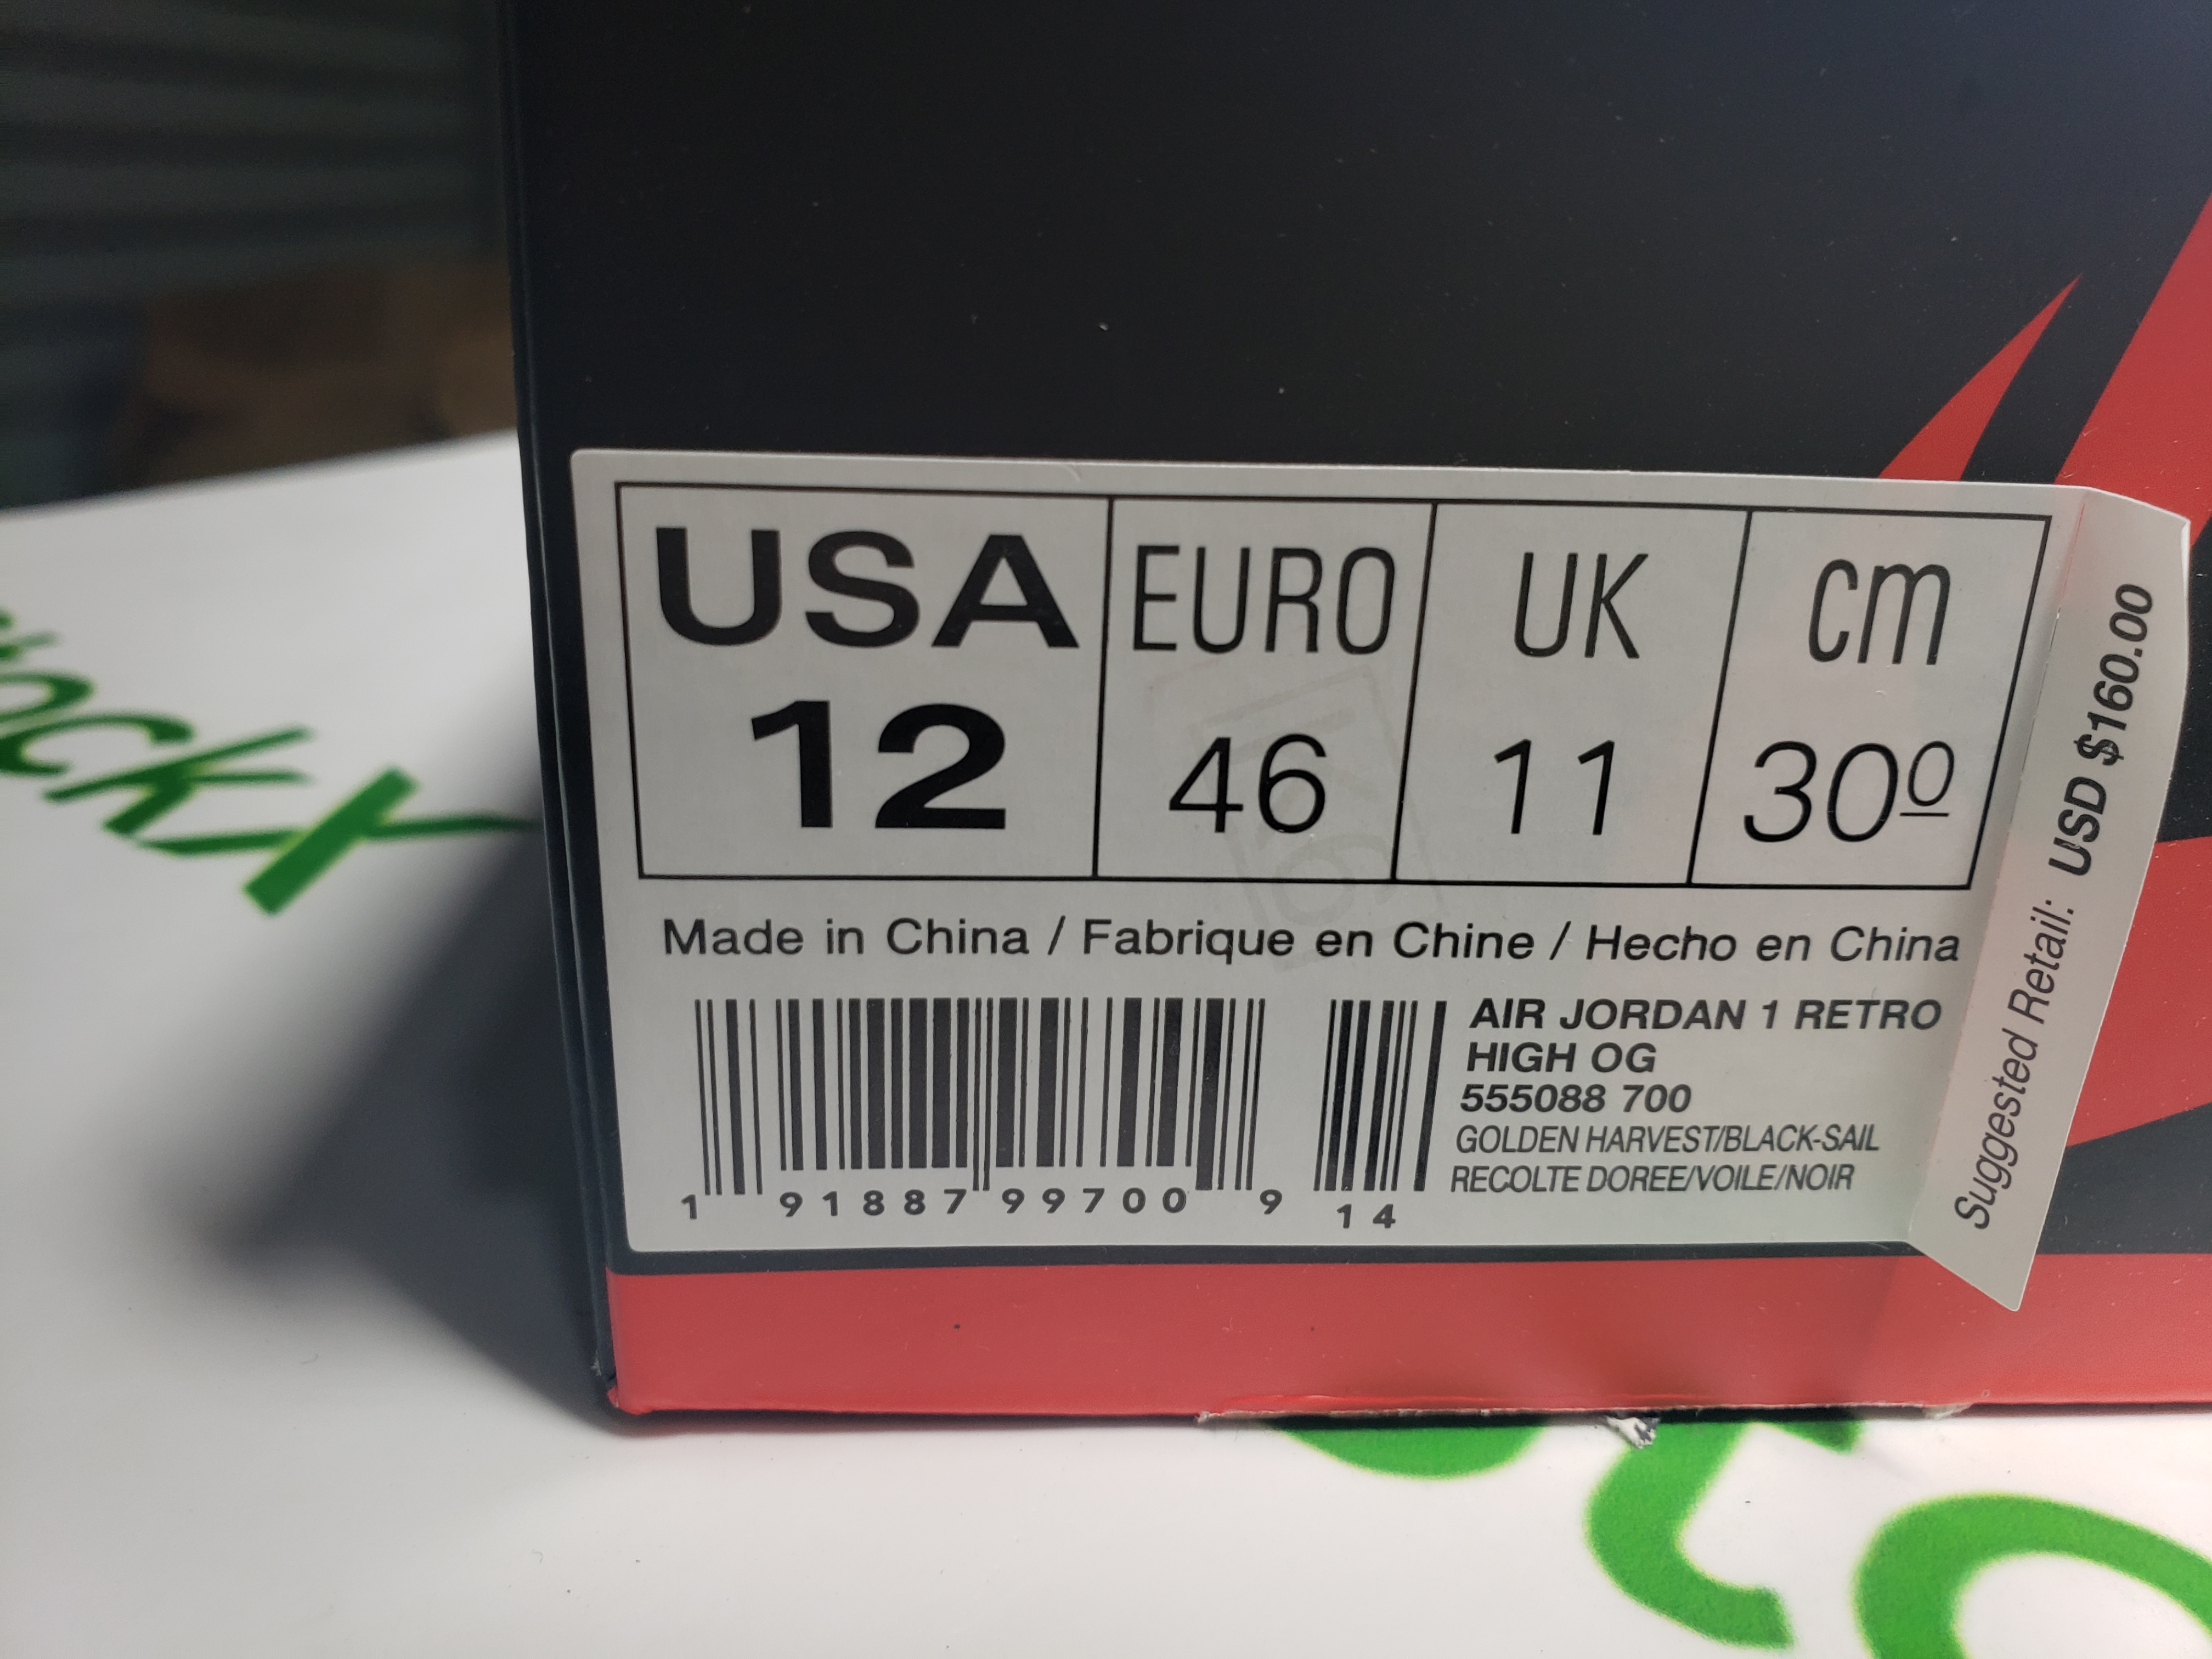 USA EURO UK cm
12 46 11 30º
Made in China / Fabrique en Chine / Hecho en China
1 91887 99700 9 14
AIR JORDAN 1 RETRO
HIGH OG
555088 700
GOLDEN HARVEST/BLACK-SAIL
RECOLTE DOREE/VOILE/NOIR
Suggested Retail: USD $160.00